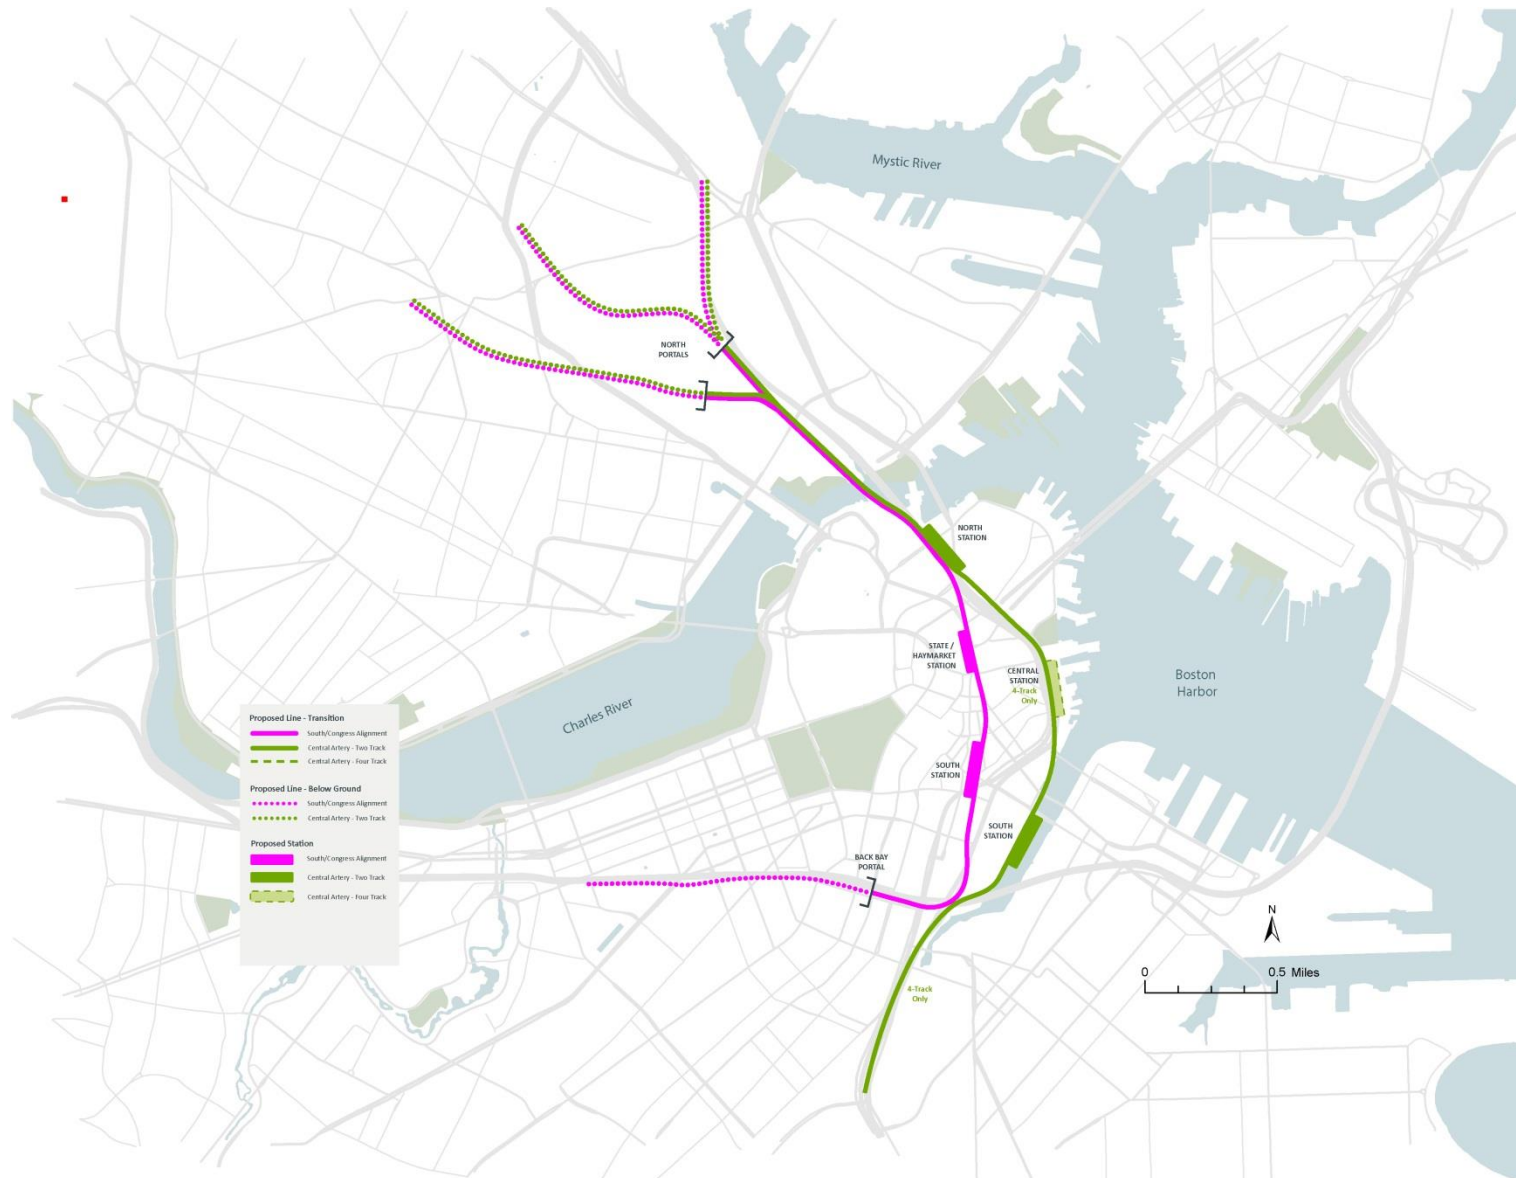 Mystic River
NORTH
PORTALS
NORTH
STATION
STATE /
HAYMARKET
STATION
CENTRAL
STATION
4-Track
Only
Boston
Harbor
Charles River
Proposed Line - Transition
South/Congress Alignment
Central Artery - Two Track
Central Artery - Four Track
Proposed Line - Below Ground
South/Congress Alignment
Central Artery - Two Track
Proposed Station
South/Congress Alignment
Central Artery - Two Track
Central Artery - Four Track
SOUTH
STATION
SOUTH
STATION
BACK BAY
PORTAL
4-Track
Only
N
0 0.5 Miles